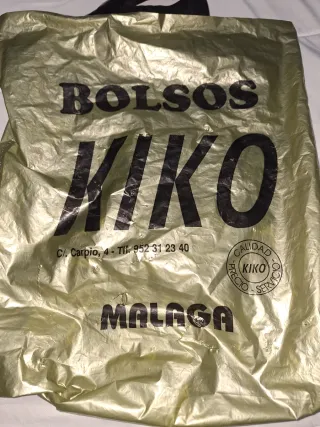 BOLSOS
KIKO
C/. Carpio, 4 - Tlf. 952 31 23 40
CALIDAD
KIKO
PRECIO - SERVICIO
MALAGA